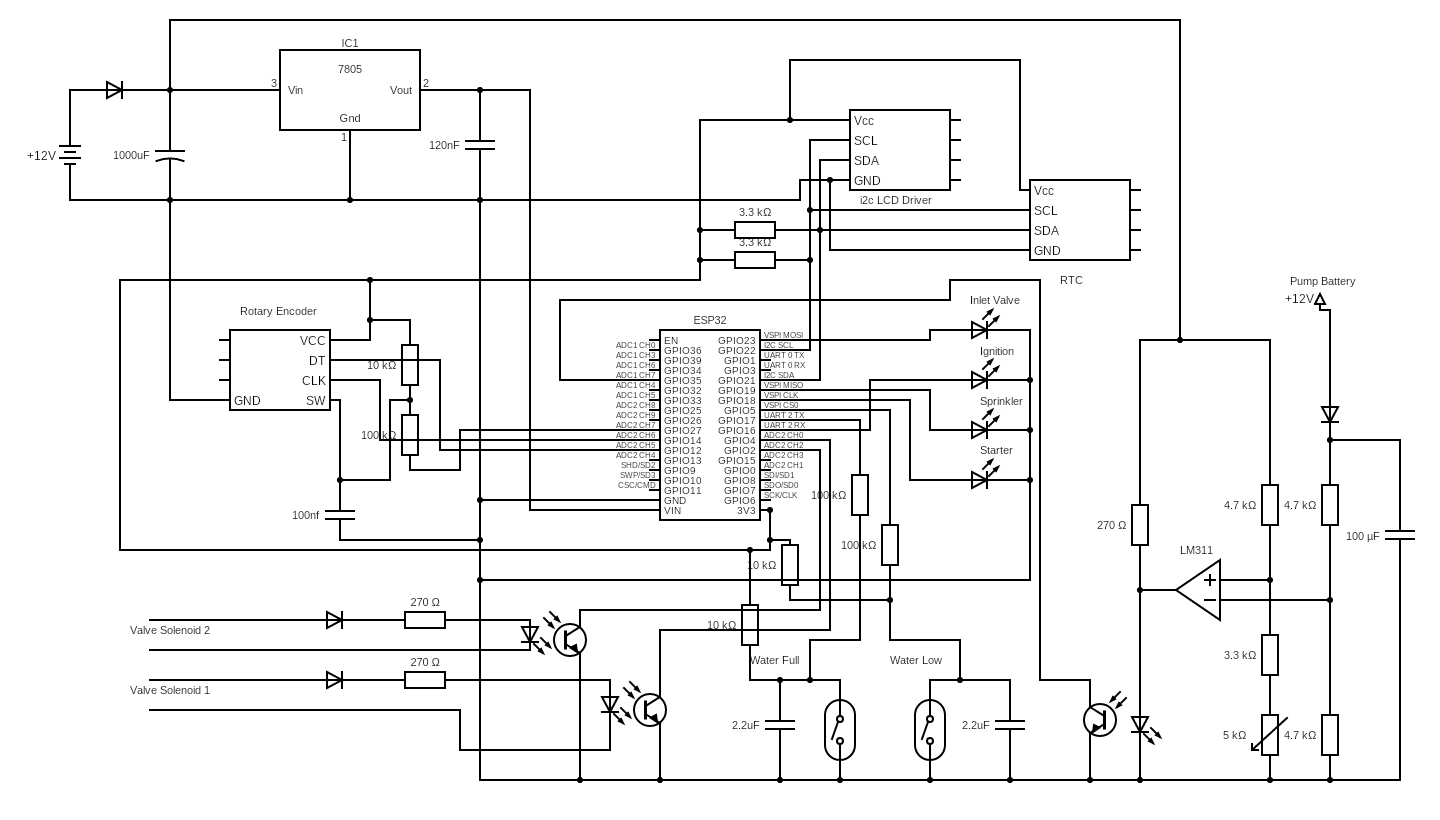 IC1
7805
3
Vin
Vout
2
Gnd
1
+12V
1000uF
120nF
Vcc
SCL
SDA
GND
i2c LCD Driver
Vcc
SCL
SDA
GND
RTC
3.3 kΩ
3.3 kΩ
Rotary Encoder
VCC
DT
CLK
GND
SW
10 kΩ
100 kΩ
100nf
ESP32
EN
ADC1 CH0 GPIO36
ADC1 CH3 GPIO39
ADC1 CH6 GPIO34
ADC1 CH7 GPIO35
ADC1 CH4 GPIO32
ADC1 CH5 GPIO33
ADC2 CH8 GPIO25
ADC2 CH9 GPIO26
ADC2 CH7 GPIO27
ADC2 CH6 GPIO14
ADC2 CH5 GPIO12
ADC2 CH4 GPIO13
SHD/SD2 GPIO9
SWP/SD3 GPIO10
CSC/CMD GPIO11
GND
VIN
GPIO23 VSPI MOSI
GPIO22 I2C SCL
GPIO1 UART 0 TX
GPIO3 UART 0 RX
GPIO21 I2C SDA
GPIO19 VSPI MISO
GPIO18 VSPI CLK
GPIO5 VSPI CS0
GPIO17 UART 2 TX
GPIO16 UART 2 RX
GPIO4 ADC2 CH0
GPIO2 ADC2 CH2
GPIO15 ADC2 CH3
GPIO0 ADC2 CH1
GPIO8 SDI/SD1
GPIO7 SDO/SD0
GPIO6 SCK/CLK
3V3
Inlet Valve
Ignition
Sprinkler
Starter
Pump Battery
+12V
100 kΩ
100 kΩ
10 kΩ
10 kΩ
270 Ω
4.7 kΩ
4.7 kΩ
100 µF
LM311
3.3 kΩ
5 kΩ
4.7 kΩ
270 Ω
Valve Solenoid 2
270 Ω
Valve Solenoid 1
Water Full
Water Low
2.2uF
2.2uF